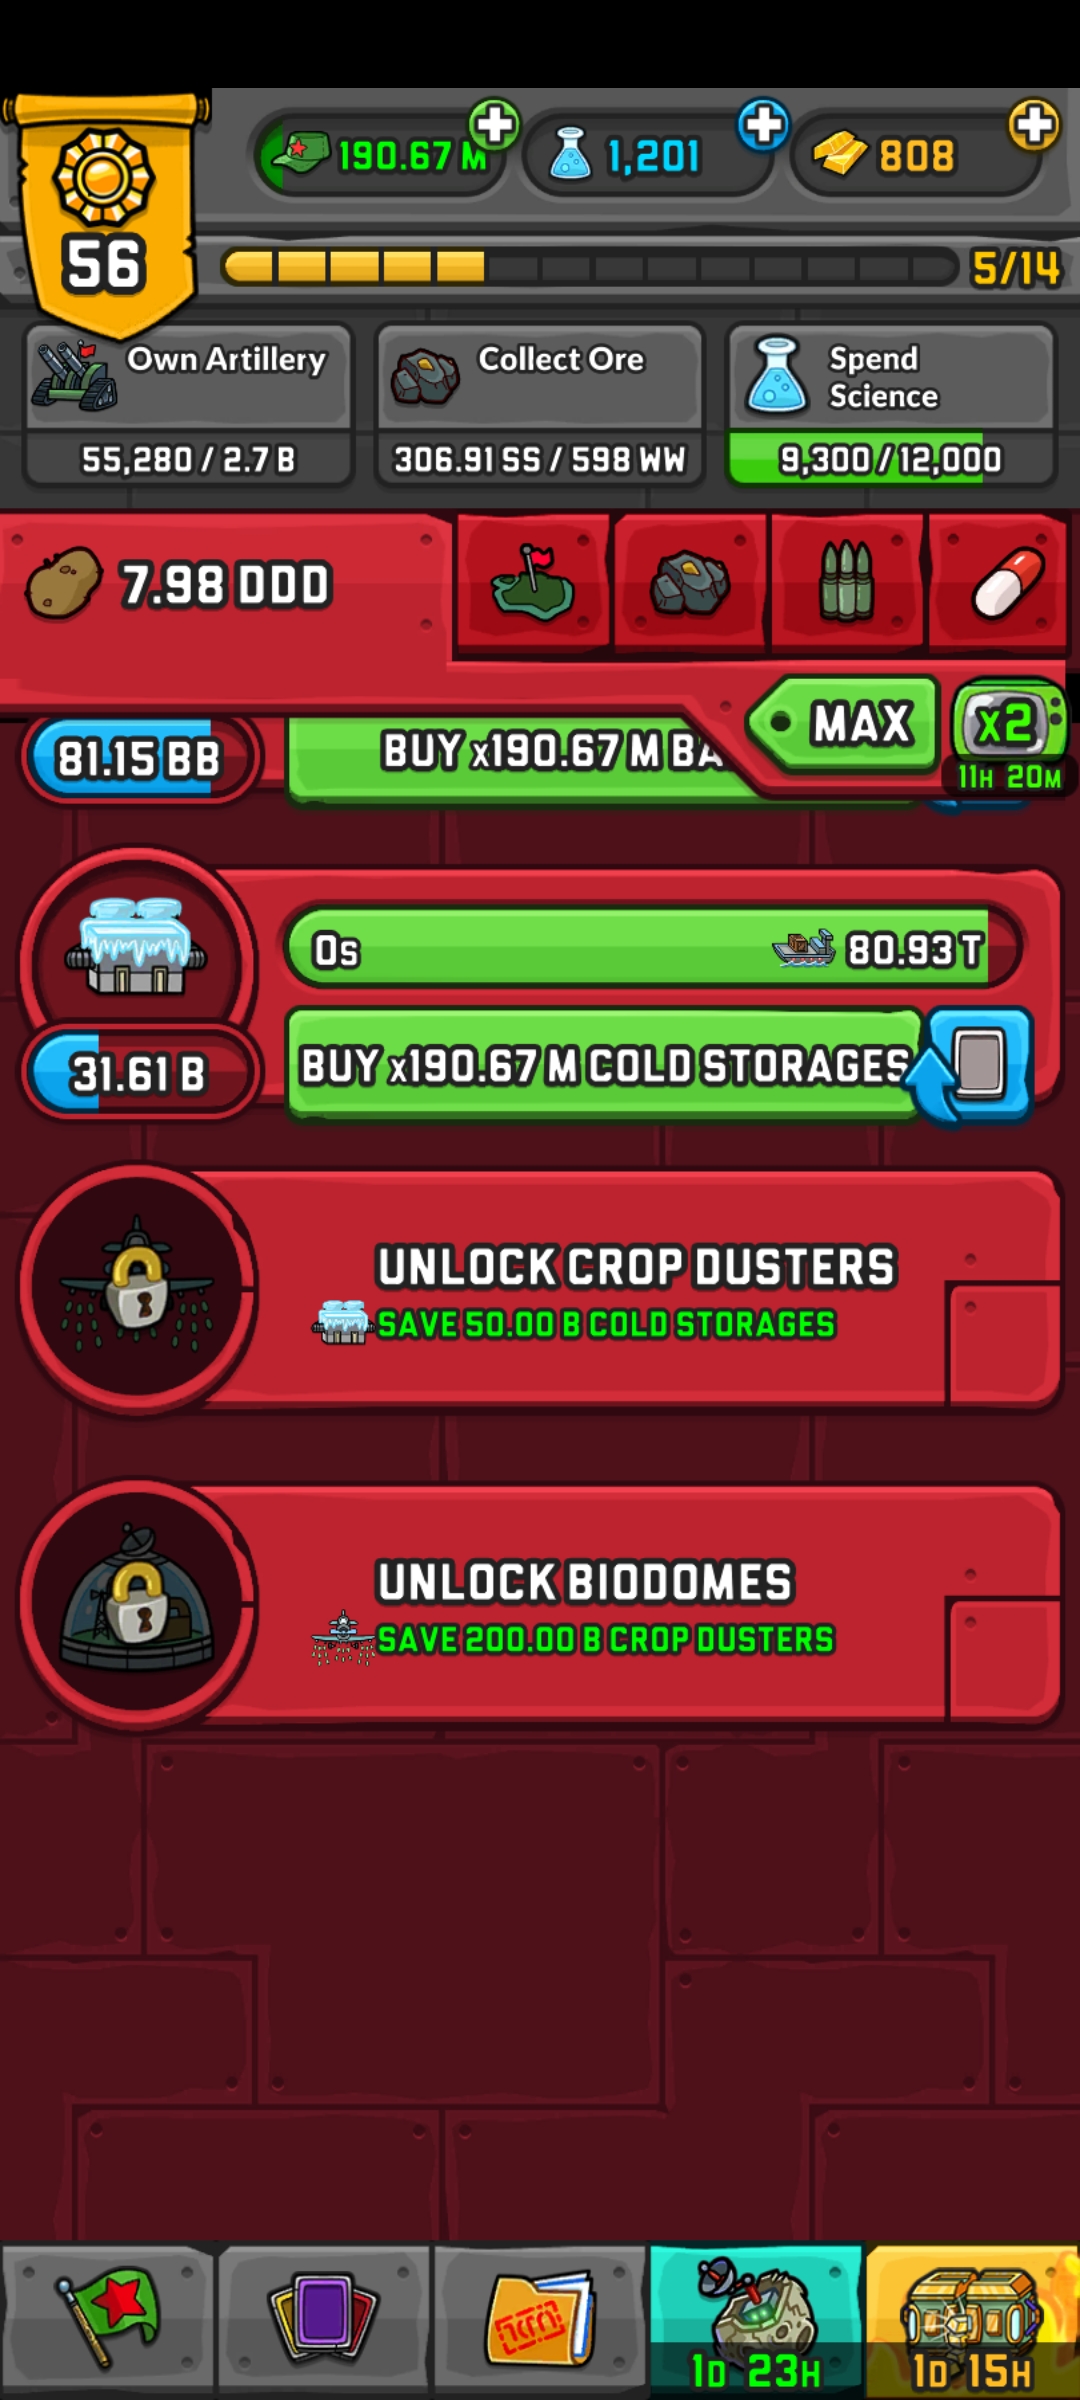 190.67 M
1,201
808
56
5/14
Own Artillery
55,280 / 2.7 B
Collect Ore
306.91 SS / 598 WW
Spend
Science
9,300 / 12,000
7.98 DDD
MAX
x2
11H 20M
81.15 BB
BUY x190.67 M BA
0s
80.93 T
31.61 B
BUY x190.67 M COLD STORAGES
UNLOCK CROP DUSTERS
SAVE 50.00 B COLD STORAGES
UNLOCK BIODOMES
SAVE 200.00 B CROP DUSTERS
1D 23H
1D 15H